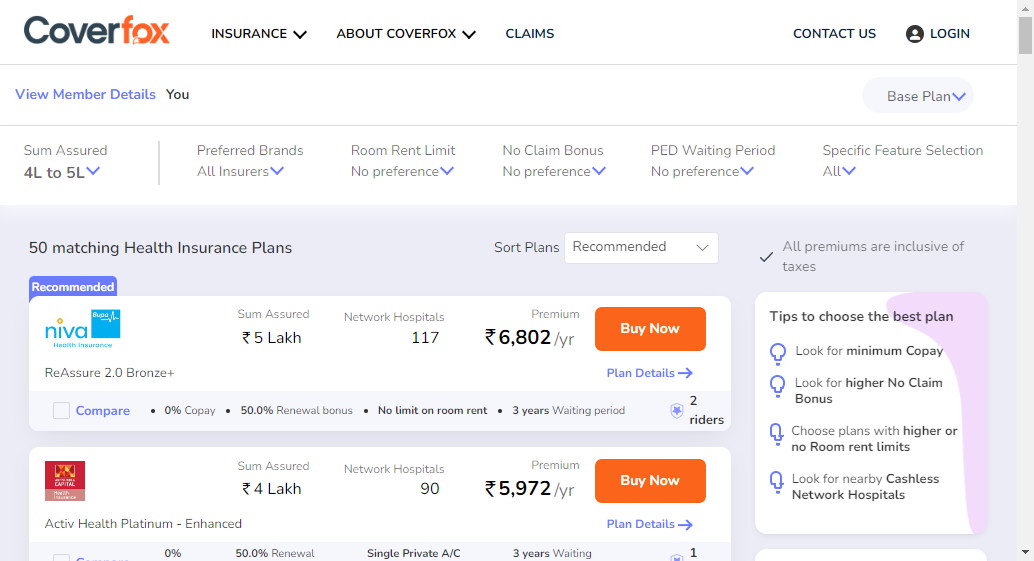 Coverfox
INSURANCE ABOUT COVERFOX CLAIMS CONTACT US LOGIN
View Member Details You Base Plan
Sum Assured Preferred Brands Room Rent Limit No Claim Bonus PED Waiting Period Specific Feature Selection
4L to 5L All Insurers No preference No preference No preference All
50 matching Health Insurance Plans Sort Plans Recommended
All premiums are inclusive of
taxes
Recommended
niva Bupa
Health Insurance
Sum Assured Network Hospitals Premium
₹ 5 Lakh 117 ₹ 6,802 /yr Buy Now
ReAssure 2.0 Bronze+ Plan Details
Compare • 0% Copay • 50.0% Renewal bonus • No limit on room rent • 3 years Waiting period 2
riders
CAPITAL
Health
Insurance
Sum Assured Network Hospitals Premium
₹ 4 Lakh 90 ₹ 5,972 /yr Buy Now
Activ Health Platinum - Enhanced Plan Details
0% 50.0% Renewal Single Private A/C 3 years Waiting 1
Compare
Tips to choose the best plan
Look for minimum Copay
Look for higher No Claim
Bonus
Choose plans with higher or
no Room rent limits
Look for nearby Cashless
Network Hospitals